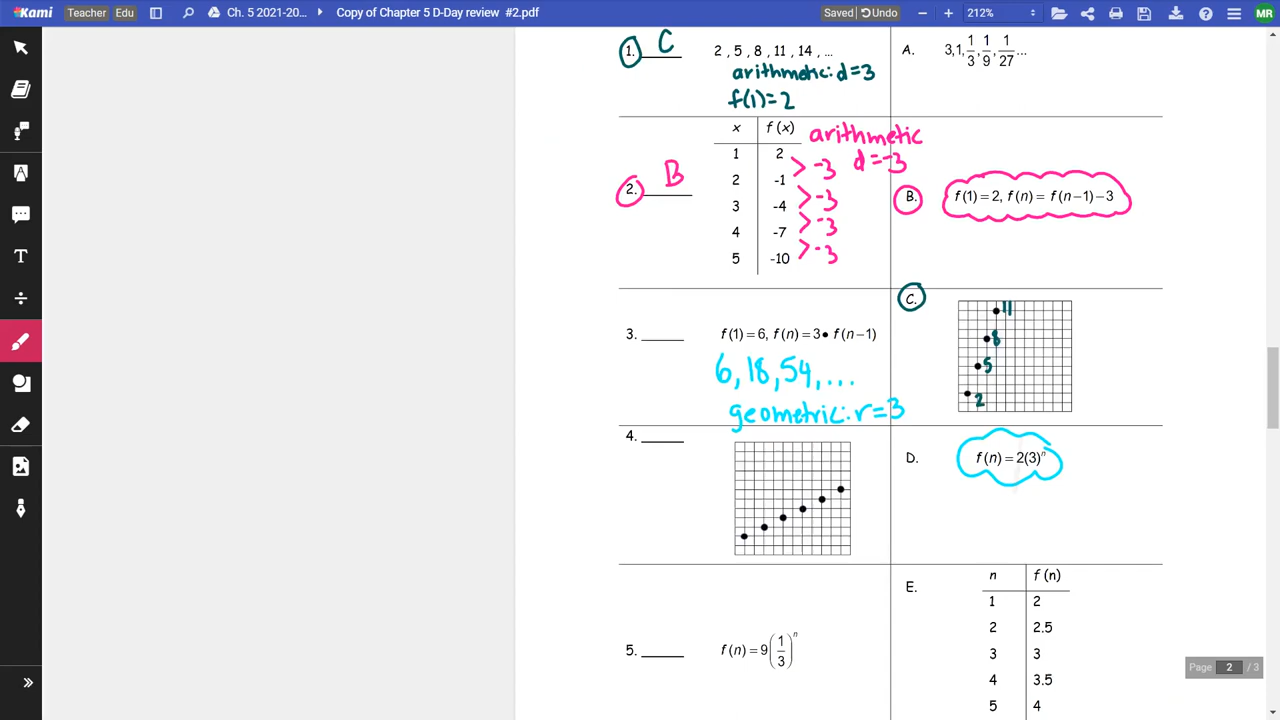 Kami Teacher Edu Ch. 5 2021-20... Copy of Chapter 5 D-Day review #2.pdf Saved Undo 212% MR
1. C 2 , 5 , 8 , 11 , 14 , ...
arithmetic: d=3
f(1)=2
A. 3,1,1/3,1/9,1/27...
2. B
x f(x)
1 2
2 -1
3 -4
4 -7
5 -10
> -3
> -3
> -3
> -3
arithmetic
d=-3
B. f(1)=2, f(n)= f(n-1)-3
3. f(1)=6, f(n)=3• f(n-1)
6,18,54,...
geometric: r=3
C.
11
8
5
2
4.
D. f(n)=2(3)^n
5. f(n)=9(1/3)^n
E.
n f(n)
1 2
2 2.5
3 3
4 3.5
5 4
Page 2 / 3